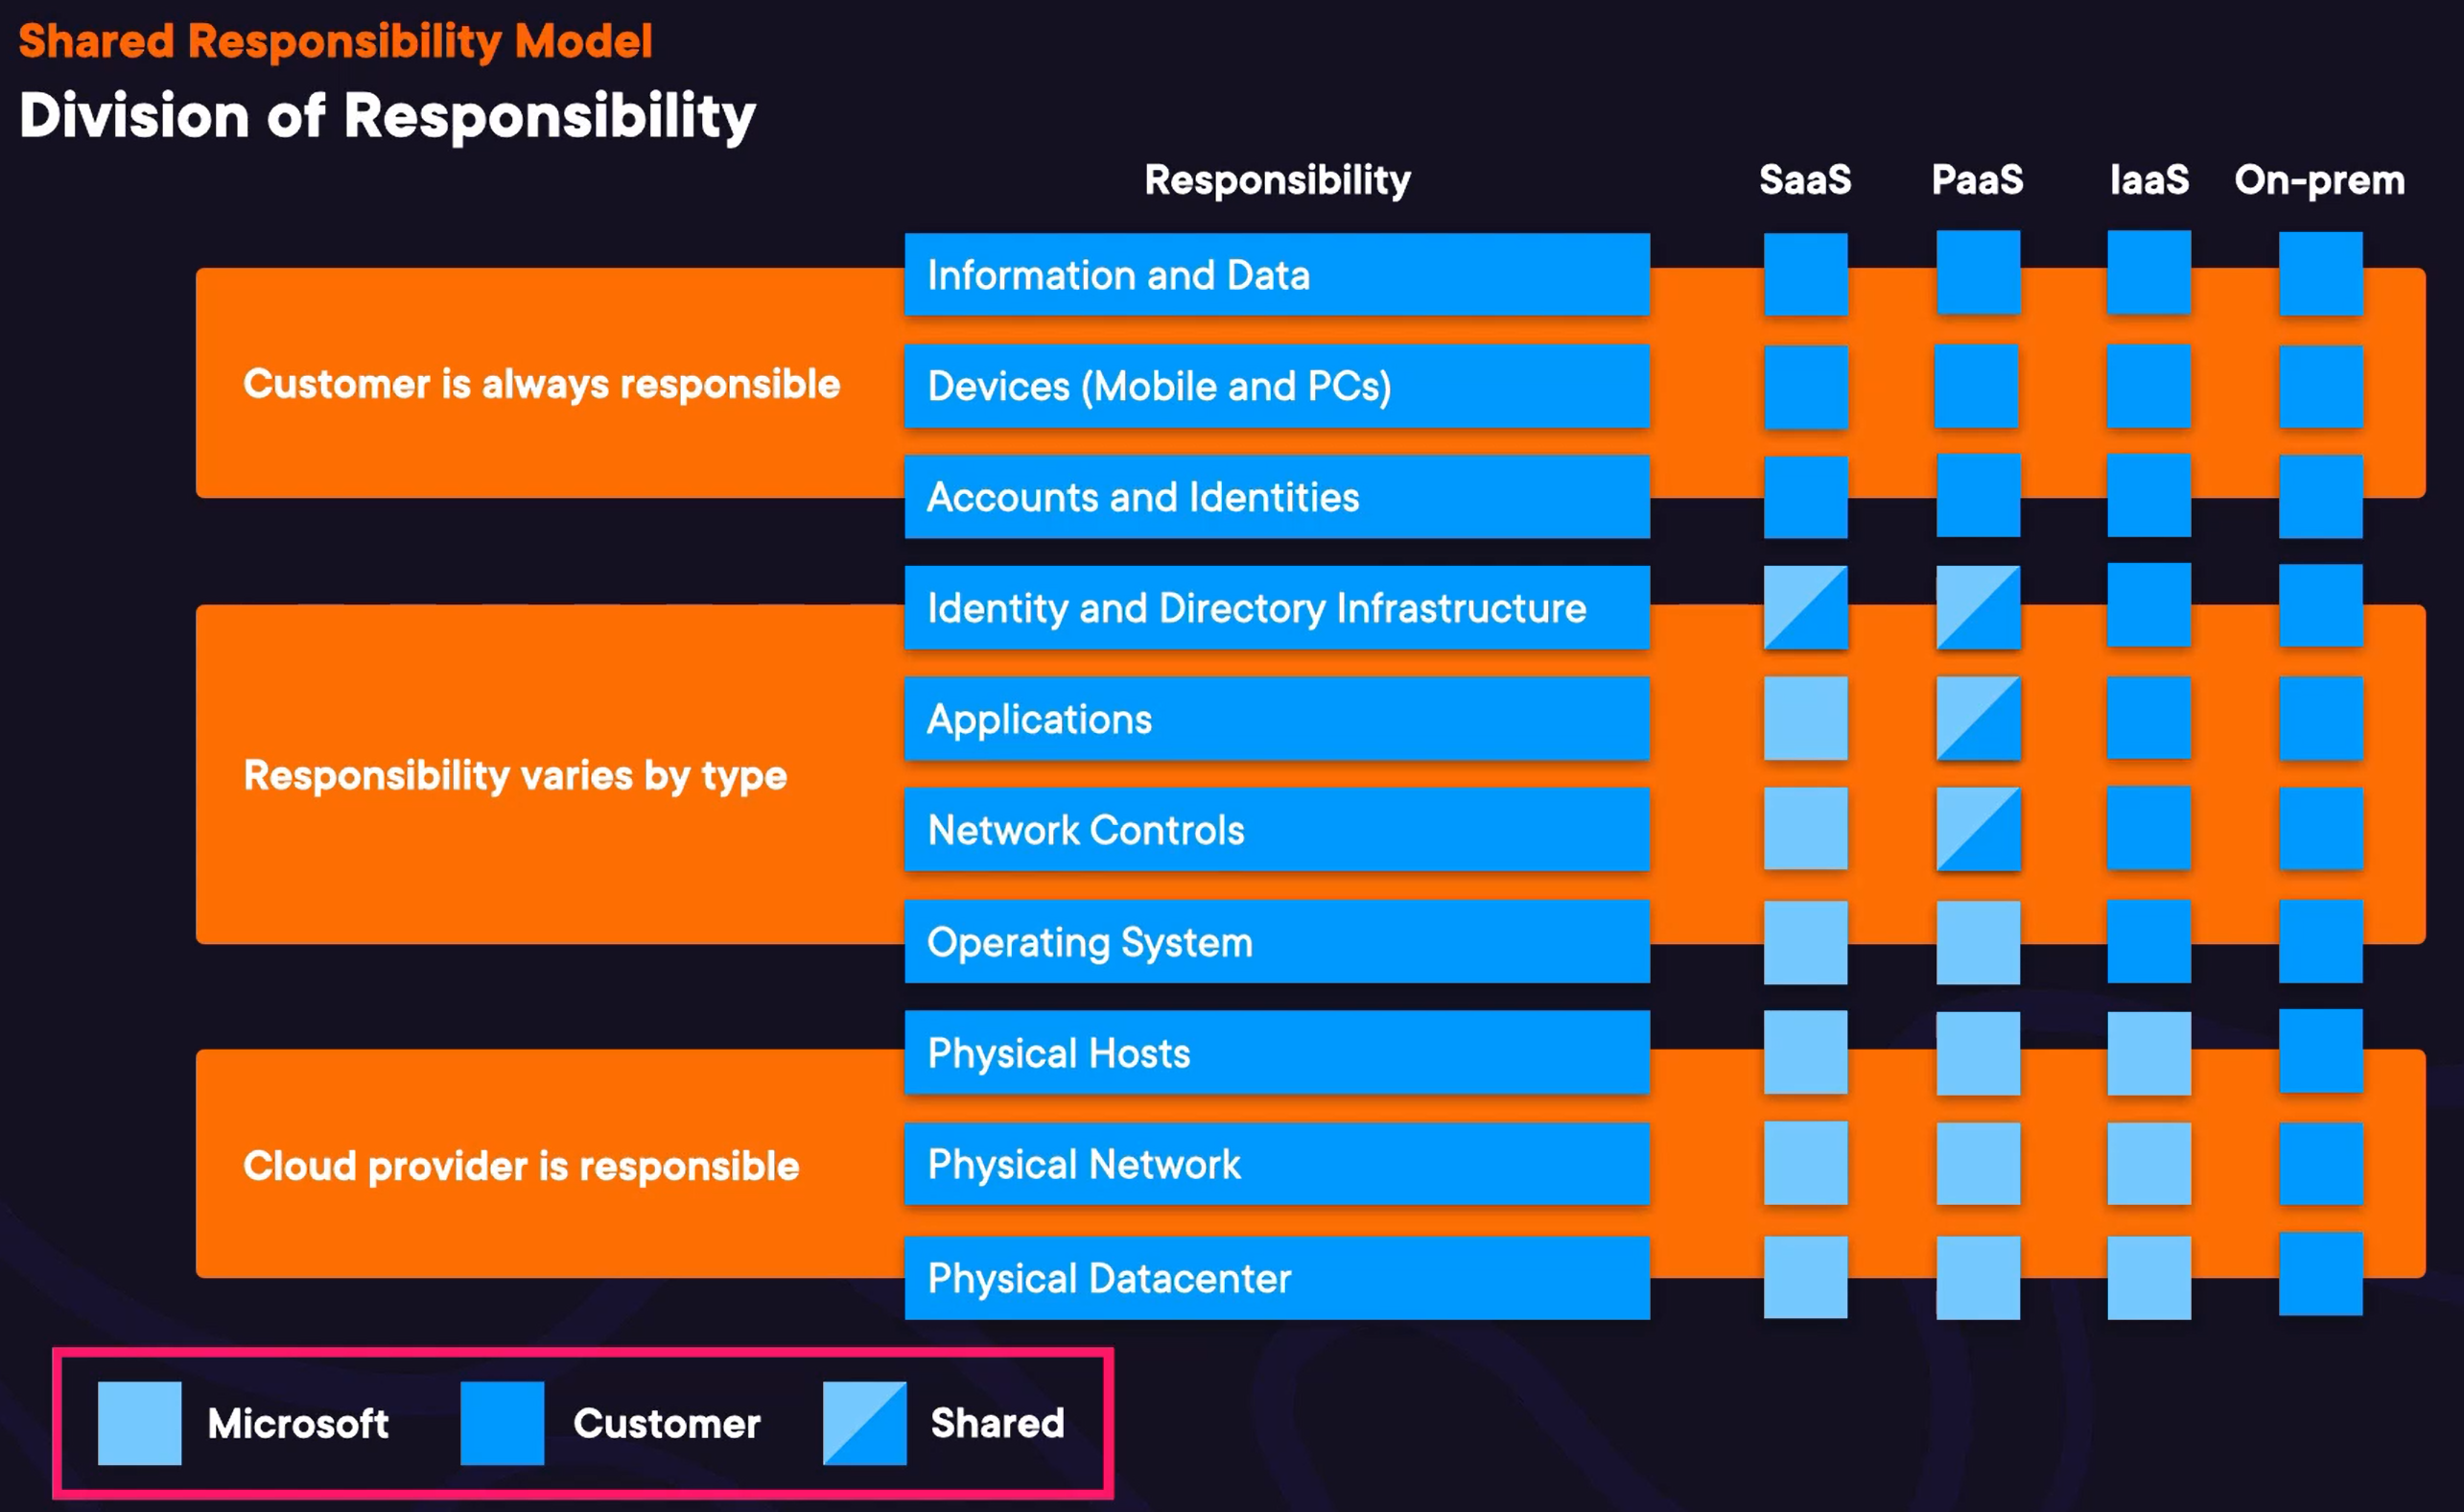 Shared Responsibility Model
Division of Responsibility
Responsibility SaaS PaaS IaaS On-prem
Customer is always responsible
Information and Data
Devices (Mobile and PCs)
Accounts and Identities
Responsibility varies by type
Identity and Directory Infrastructure
Applications
Network Controls
Operating System
Cloud provider is responsible
Physical Hosts
Physical Network
Physical Datacenter
Microsoft Customer Shared